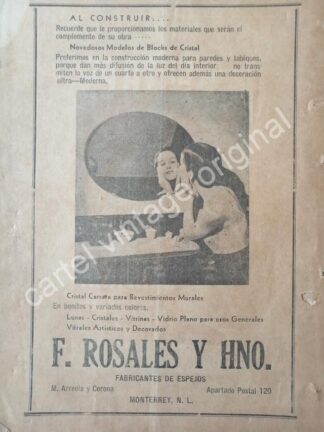 AL CONSTRUIR....
Recuerde que le proporcionamos los materiales que serán el
complemento de su obra .....
Novedosos Modelos de Blocks de Cristal
Preferimos en la construcción moderna para paredes y tabiques,
porque dan más difusión de la luz del día interior. no trans
miten la voz de un cuarto a otro y ofrecen además una decoración
ultra—Moderna.
cartel vintage original
Cristal Carrara para Revestimientos Murales
En bonitos y variados colores.
Lunas - Cristales - Vitrinas - Vidrio Plano para usos Generales
Vitrales Artísticos y Decorados
F. ROSALES Y HNO.
FABRICANTES DE ESPEJOS
M. Arreola y Corona Apartado Postal 120
MONTERREY, N. L.